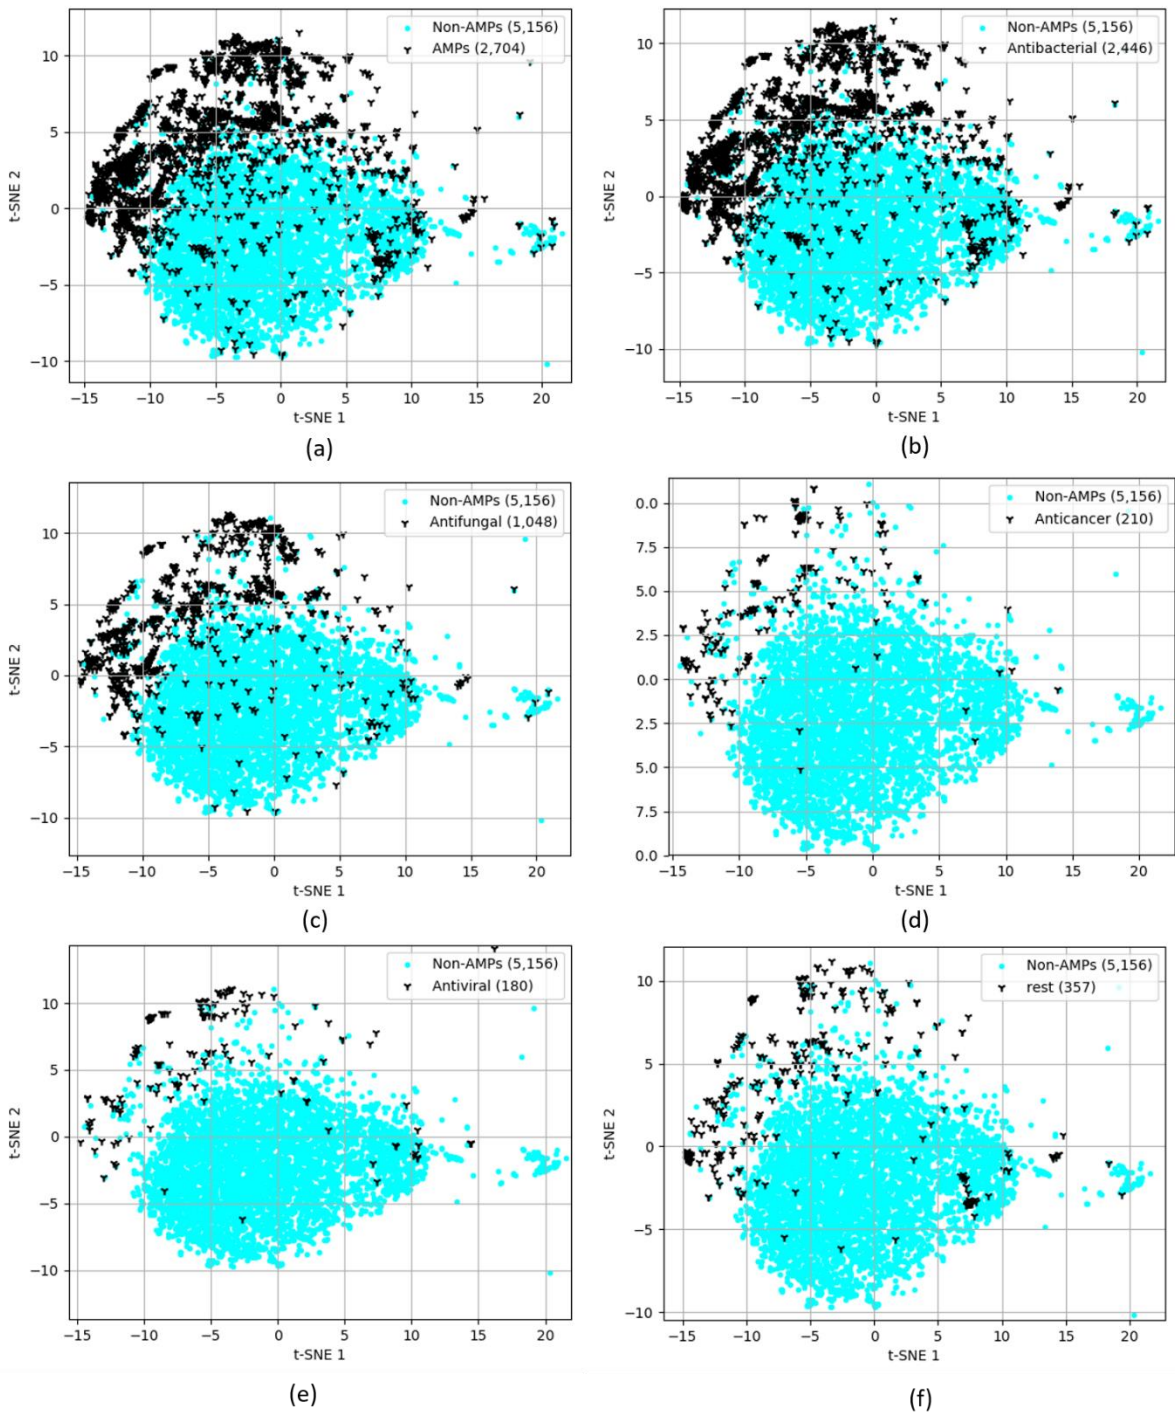 Non-AMPs (5,156)
AMPs (2,704)
10
5
0
−5
−10
t-SNE 2
−15 −10 −5 0 5 10 15 20
t-SNE 1
(a)
Non-AMPs (5,156)
Antibacterial (2,446)
10
5
0
−5
−10
−15 −10 −5 0 5 10 15 20
t-SNE 1
(b)
Non-AMPs (5,156)
Antifungal (1,048)
10
5
0
−5
−10
t-SNE 2
−15 −10 −5 0 5 10 15 20
t-SNE 1
(c)
Non-AMPs (5,156)
Anticancer (210)
0.0
7.5
5.0
2.5
0.0
2.5
5.0
7.5
0.0
−15 −10 −5 0 5 10 15 20
t-SNE 1
(d)
Non-AMPs (5,156)
Antiviral (180)
10
5
0
−5
−10
t-SNE 2
−15 −10 −5 0 5 10 15 20
t-SNE 1
(e)
Non-AMPs (5,156)
rest (357)
10
5
0
−5
−10
t-SNE 2
−15 −10 −5 0 5 10 15 20
t-SNE 1
(f)